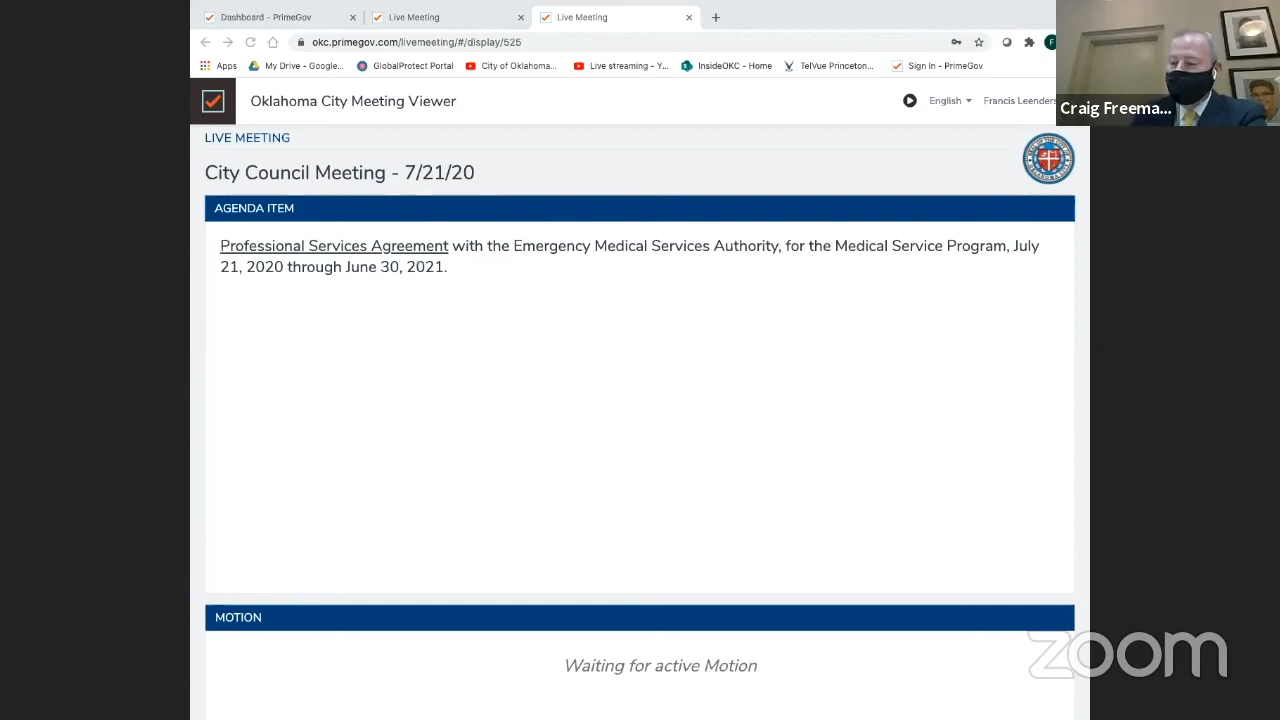 Dashboard - PrimeGov
Live Meeting
Live Meeting
okc.primegov.com/livemeeting/#/display/525
Apps
My Drive - Google...
GlobalProtect Portal
City of Oklahoma...
Live streaming - Y...
InsideOKC - Home
TelVue Princeton...
Sign In - PrimeGov
Oklahoma City Meeting Viewer
English
Francis Leenders
Craig Freema...
LIVE MEETING
City Council Meeting - 7/21/20
AGENDA ITEM
Professional Services Agreement with the Emergency Medical Services Authority, for the Medical Service Program, July
21, 2020 through June 30, 2021.
MOTION
Waiting for active Motion
zoom